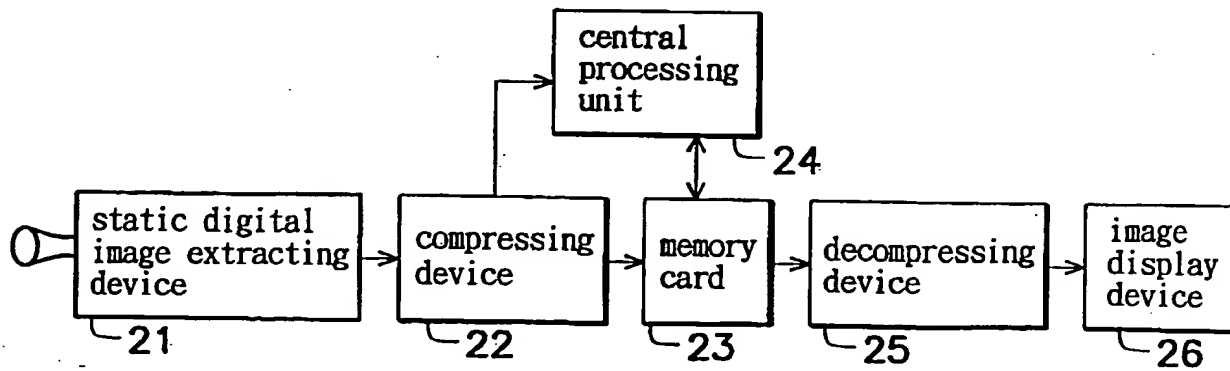 central
processing
unit
24
static digital
image extracting
device
21
compressing
device
22
memory
card
23
decompressing
device
25
image
display
device
26